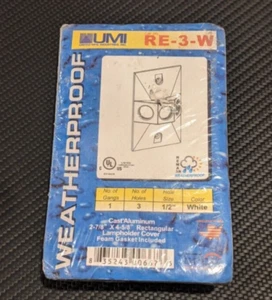 UMI
RE-3-W
WEATHERPROOF
No. of Gangs
No. of Holes
Hole Size
Color
1
3
1/2"
White
Cast Aluminum
2-7/8" X 4-5/8" Rectangular
Lampholder Cover
Foam Gasket Included